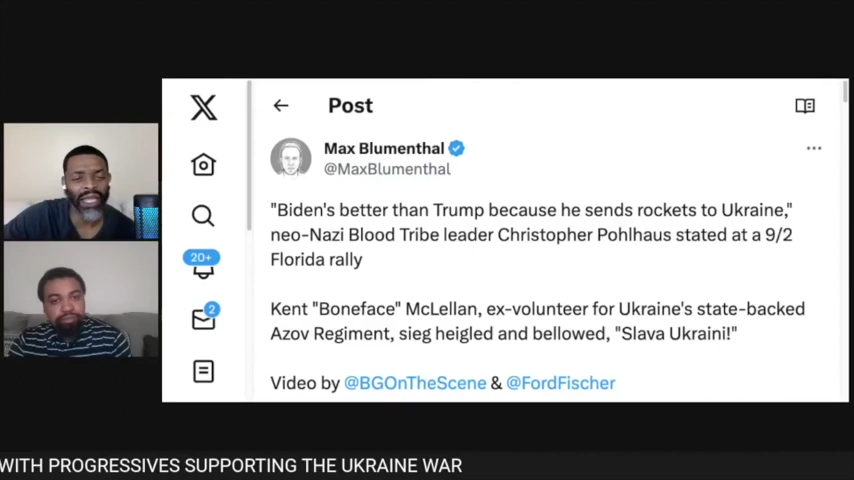 Post
Max Blumenthal
@MaxBlumenthal
"Biden's better than Trump because he sends rockets to Ukraine,"
neo-Nazi Blood Tribe leader Christopher Pohlhaus stated at a 9/2
Florida rally
20+
Kent "Boneface" McLellan, ex-volunteer for Ukraine's state-backed
2
Azov Regiment, sieg heigled and bellowed, "Slava Ukraini!"
Video by @BGOnTheScene & @FordFischer
WITH PROGRESSIVES SUPPORTING THE UKRAINE WAR